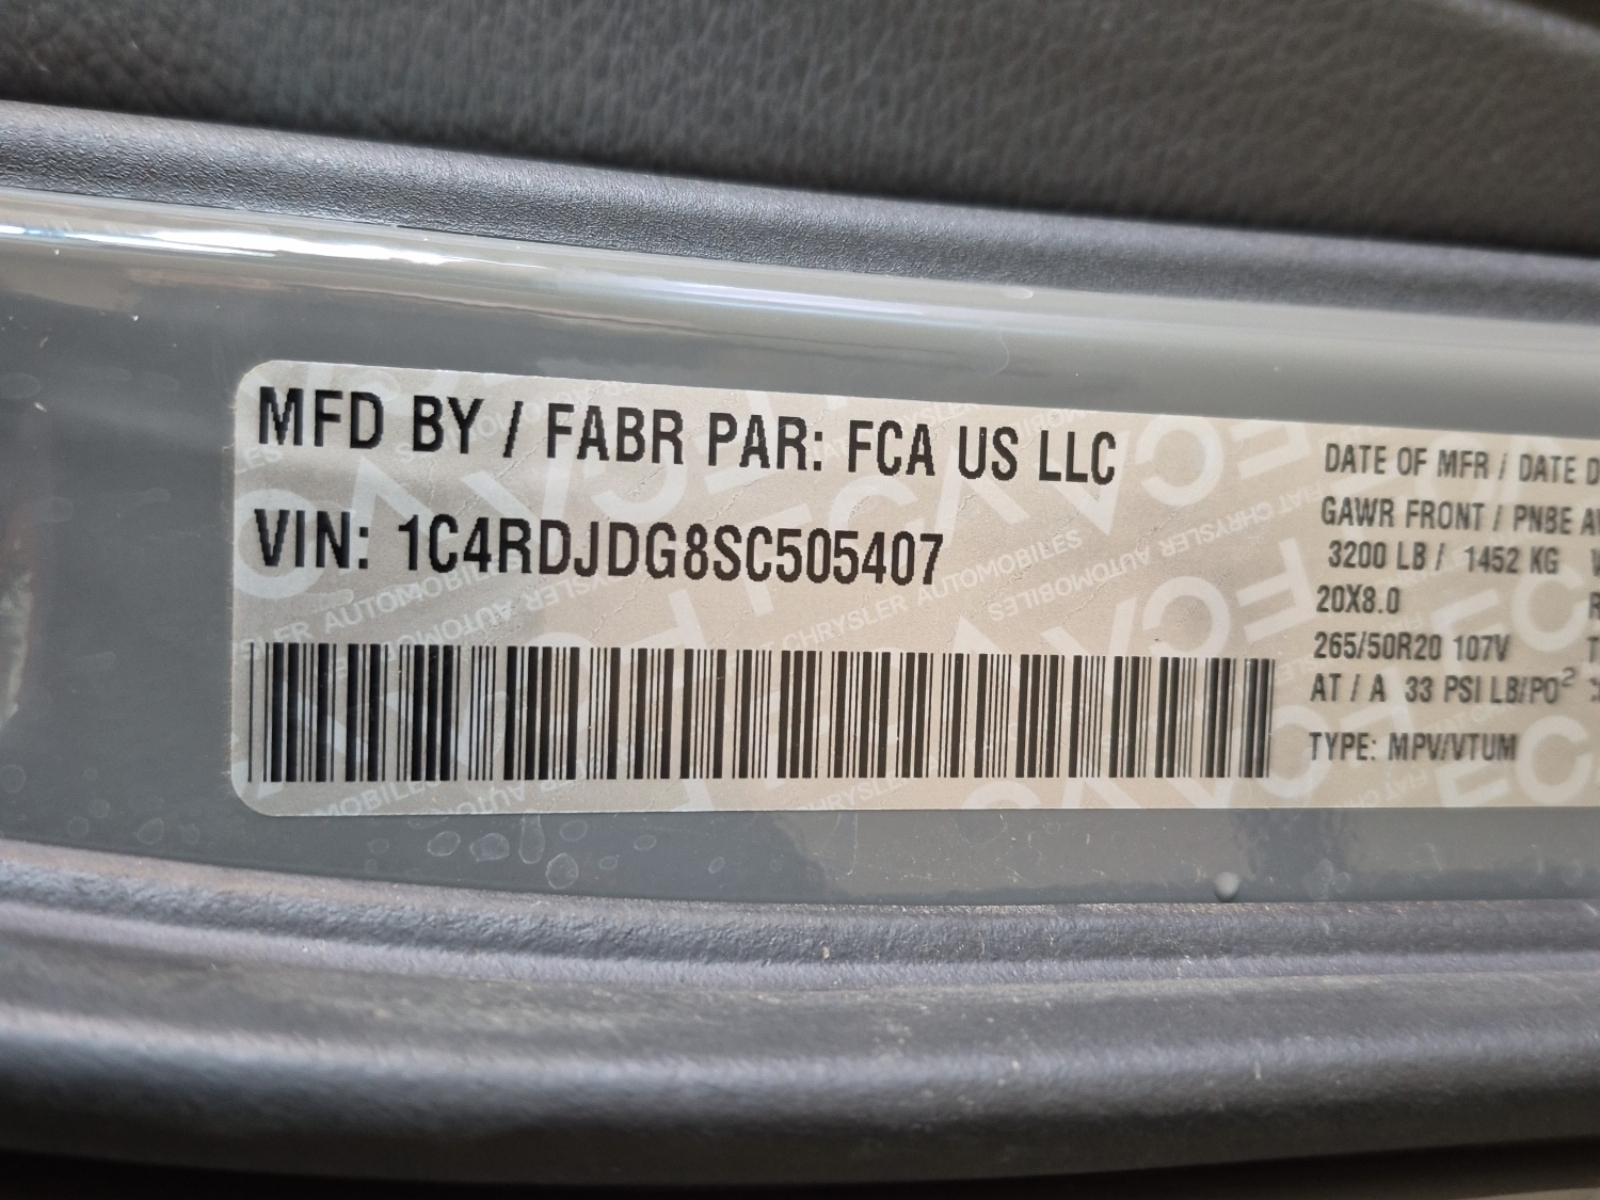 MFD BY / FABR PAR: FCA US LLC
VIN: 1C4RDJDG8SC505407
DATE OF MFR / DATE D
GAWR FRONT / PNBE AV
3200 LB / 1452 KG
20X8.0
265/50R20 107V
AT / A 33 PSI LB/PO²
TYPE: MPV/VTUM